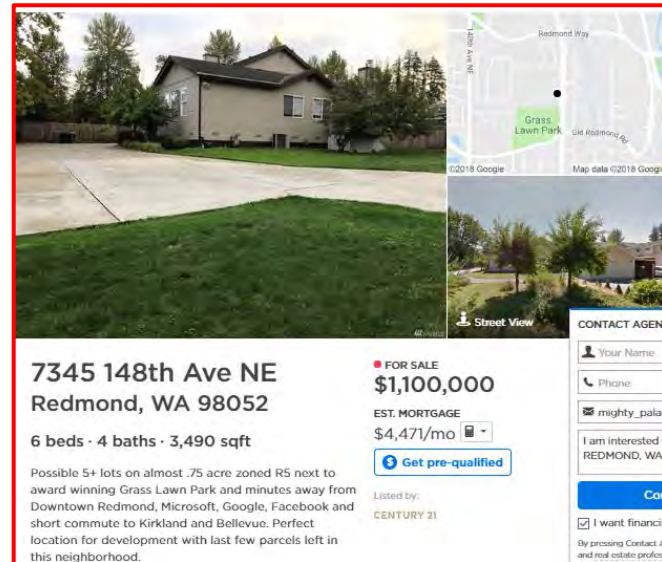 Redmond Way
140th Ave NE
Grass
Lawn Park
Old Redmond Rd
©2018 Google
Map data ©2018 Googl
Street View
7345 148th Ave NE
Redmond, WA 98052
6 beds · 4 baths · 3,490 sqft
Possible 5+ lots on almost .75 acre zoned R5 next to
award winning Grass Lawn Park and minutes away from
Downtown Redmond, Microsoft, Google, Facebook and
short commute to Kirkland and Bellevue. Perfect
location for development with last few parcels left in
this neighborhood.
FOR SALE
$1,100,000
EST. MORTGAGE
$4,471/mo
Get pre-qualified
Listed by:
CENTURY 21
CONTACT AGEN
Your Name
Phone
mighty_pala
I am interested
REDMOND, WA
Co
I want financi
By pressing Contact A
and real estate profes